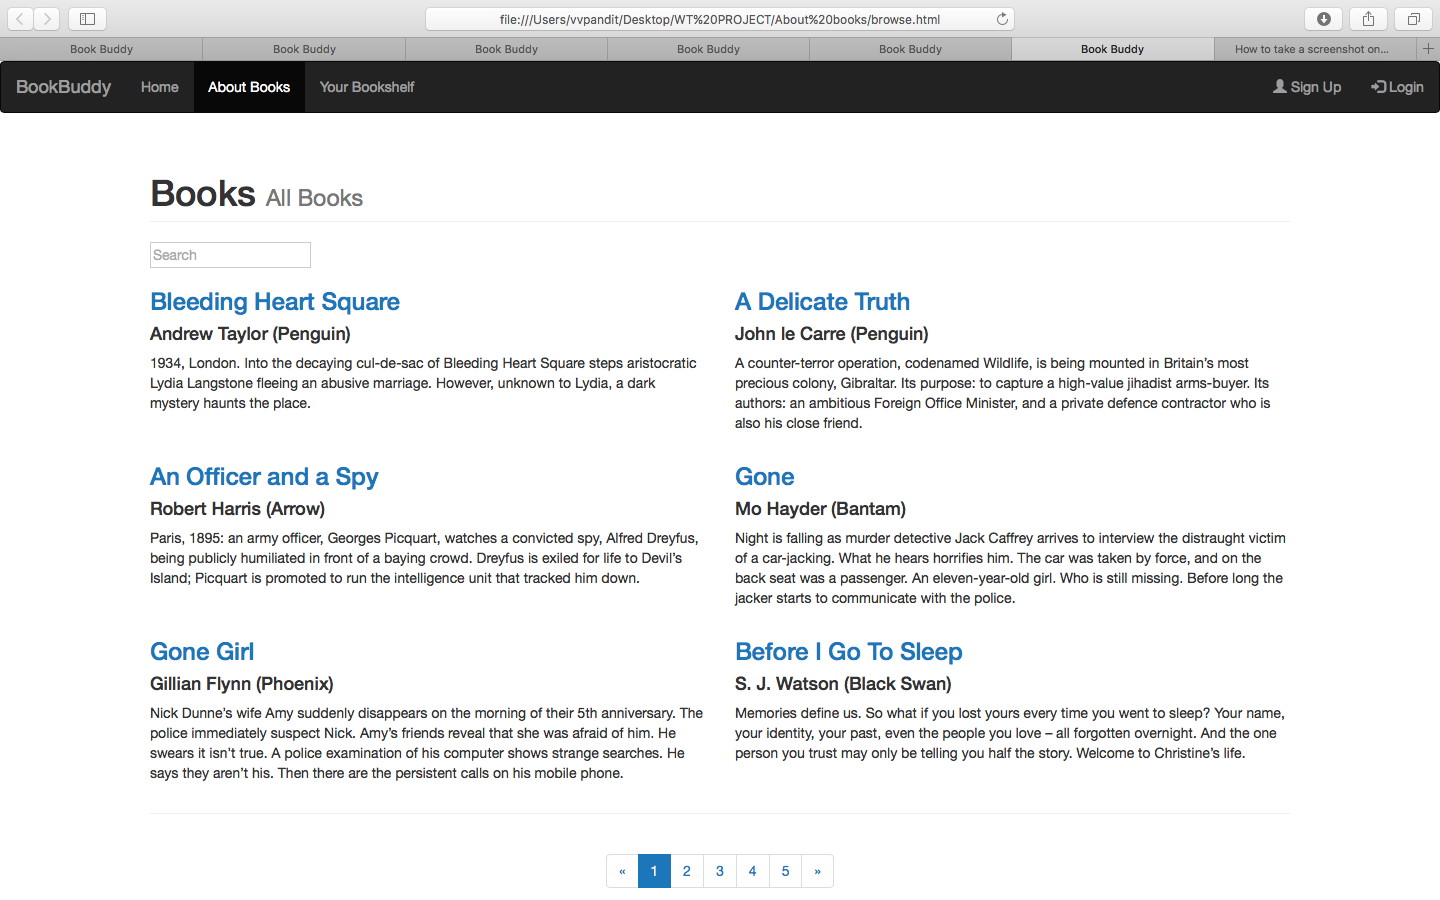 file:///Users/vvpandit/Desktop/WT%20PROJECT/About%20books/browse.html
Book Buddy Book Buddy Book Buddy Book Buddy Book Buddy Book Buddy How to take a screenshot on...
BookBuddy Home About Books Your Bookshelf Sign Up Login
Books All Books
Search
Bleeding Heart Square
Andrew Taylor (Penguin)
1934, London. Into the decaying cul-de-sac of Bleeding Heart Square steps aristocratic
Lydia Langstone fleeing an abusive marriage. However, unknown to Lydia, a dark
mystery haunts the place.
A Delicate Truth
John le Carre (Penguin)
A counter-terror operation, codenamed Wildlife, is being mounted in Britain’s most
precious colony, Gibraltar. Its purpose: to capture a high-value jihadist arms-buyer. Its
authors: an ambitious Foreign Office Minister, and a private defence contractor who is
also his close friend.
An Officer and a Spy
Robert Harris (Arrow)
Paris, 1895: an army officer, Georges Picquart, watches a convicted spy, Alfred Dreyfus,
being publicly humiliated in front of a baying crowd. Dreyfus is exiled for life to Devil’s
Island; Picquart is promoted to run the intelligence unit that tracked him down.
Gone
Mo Hayder (Bantam)
Night is falling as murder detective Jack Caffrey arrives to interview the distraught victim
of a car-jacking. What he hears horrifies him. The car was taken by force, and on the
back seat was a passenger. An eleven-year-old girl. Who is still missing. Before long the
jacker starts to communicate with the police.
Gone Girl
Gillian Flynn (Phoenix)
Nick Dunne’s wife Amy suddenly disappears on the morning of their 5th anniversary. The
police immediately suspect Nick. Amy’s friends reveal that she was afraid of him. He
swears it isn’t true. A police examination of his computer shows strange searches. He
says they aren’t his. Then there are the persistent calls on his mobile phone.
Before I Go To Sleep
S. J. Watson (Black Swan)
Memories define us. So what if you lost yours every time you went to sleep? Your name,
your identity, your past, even the people you love – all forgotten overnight. And the one
person you trust may only be telling you half the story. Welcome to Christine’s life.
« 1 2 3 4 5 »